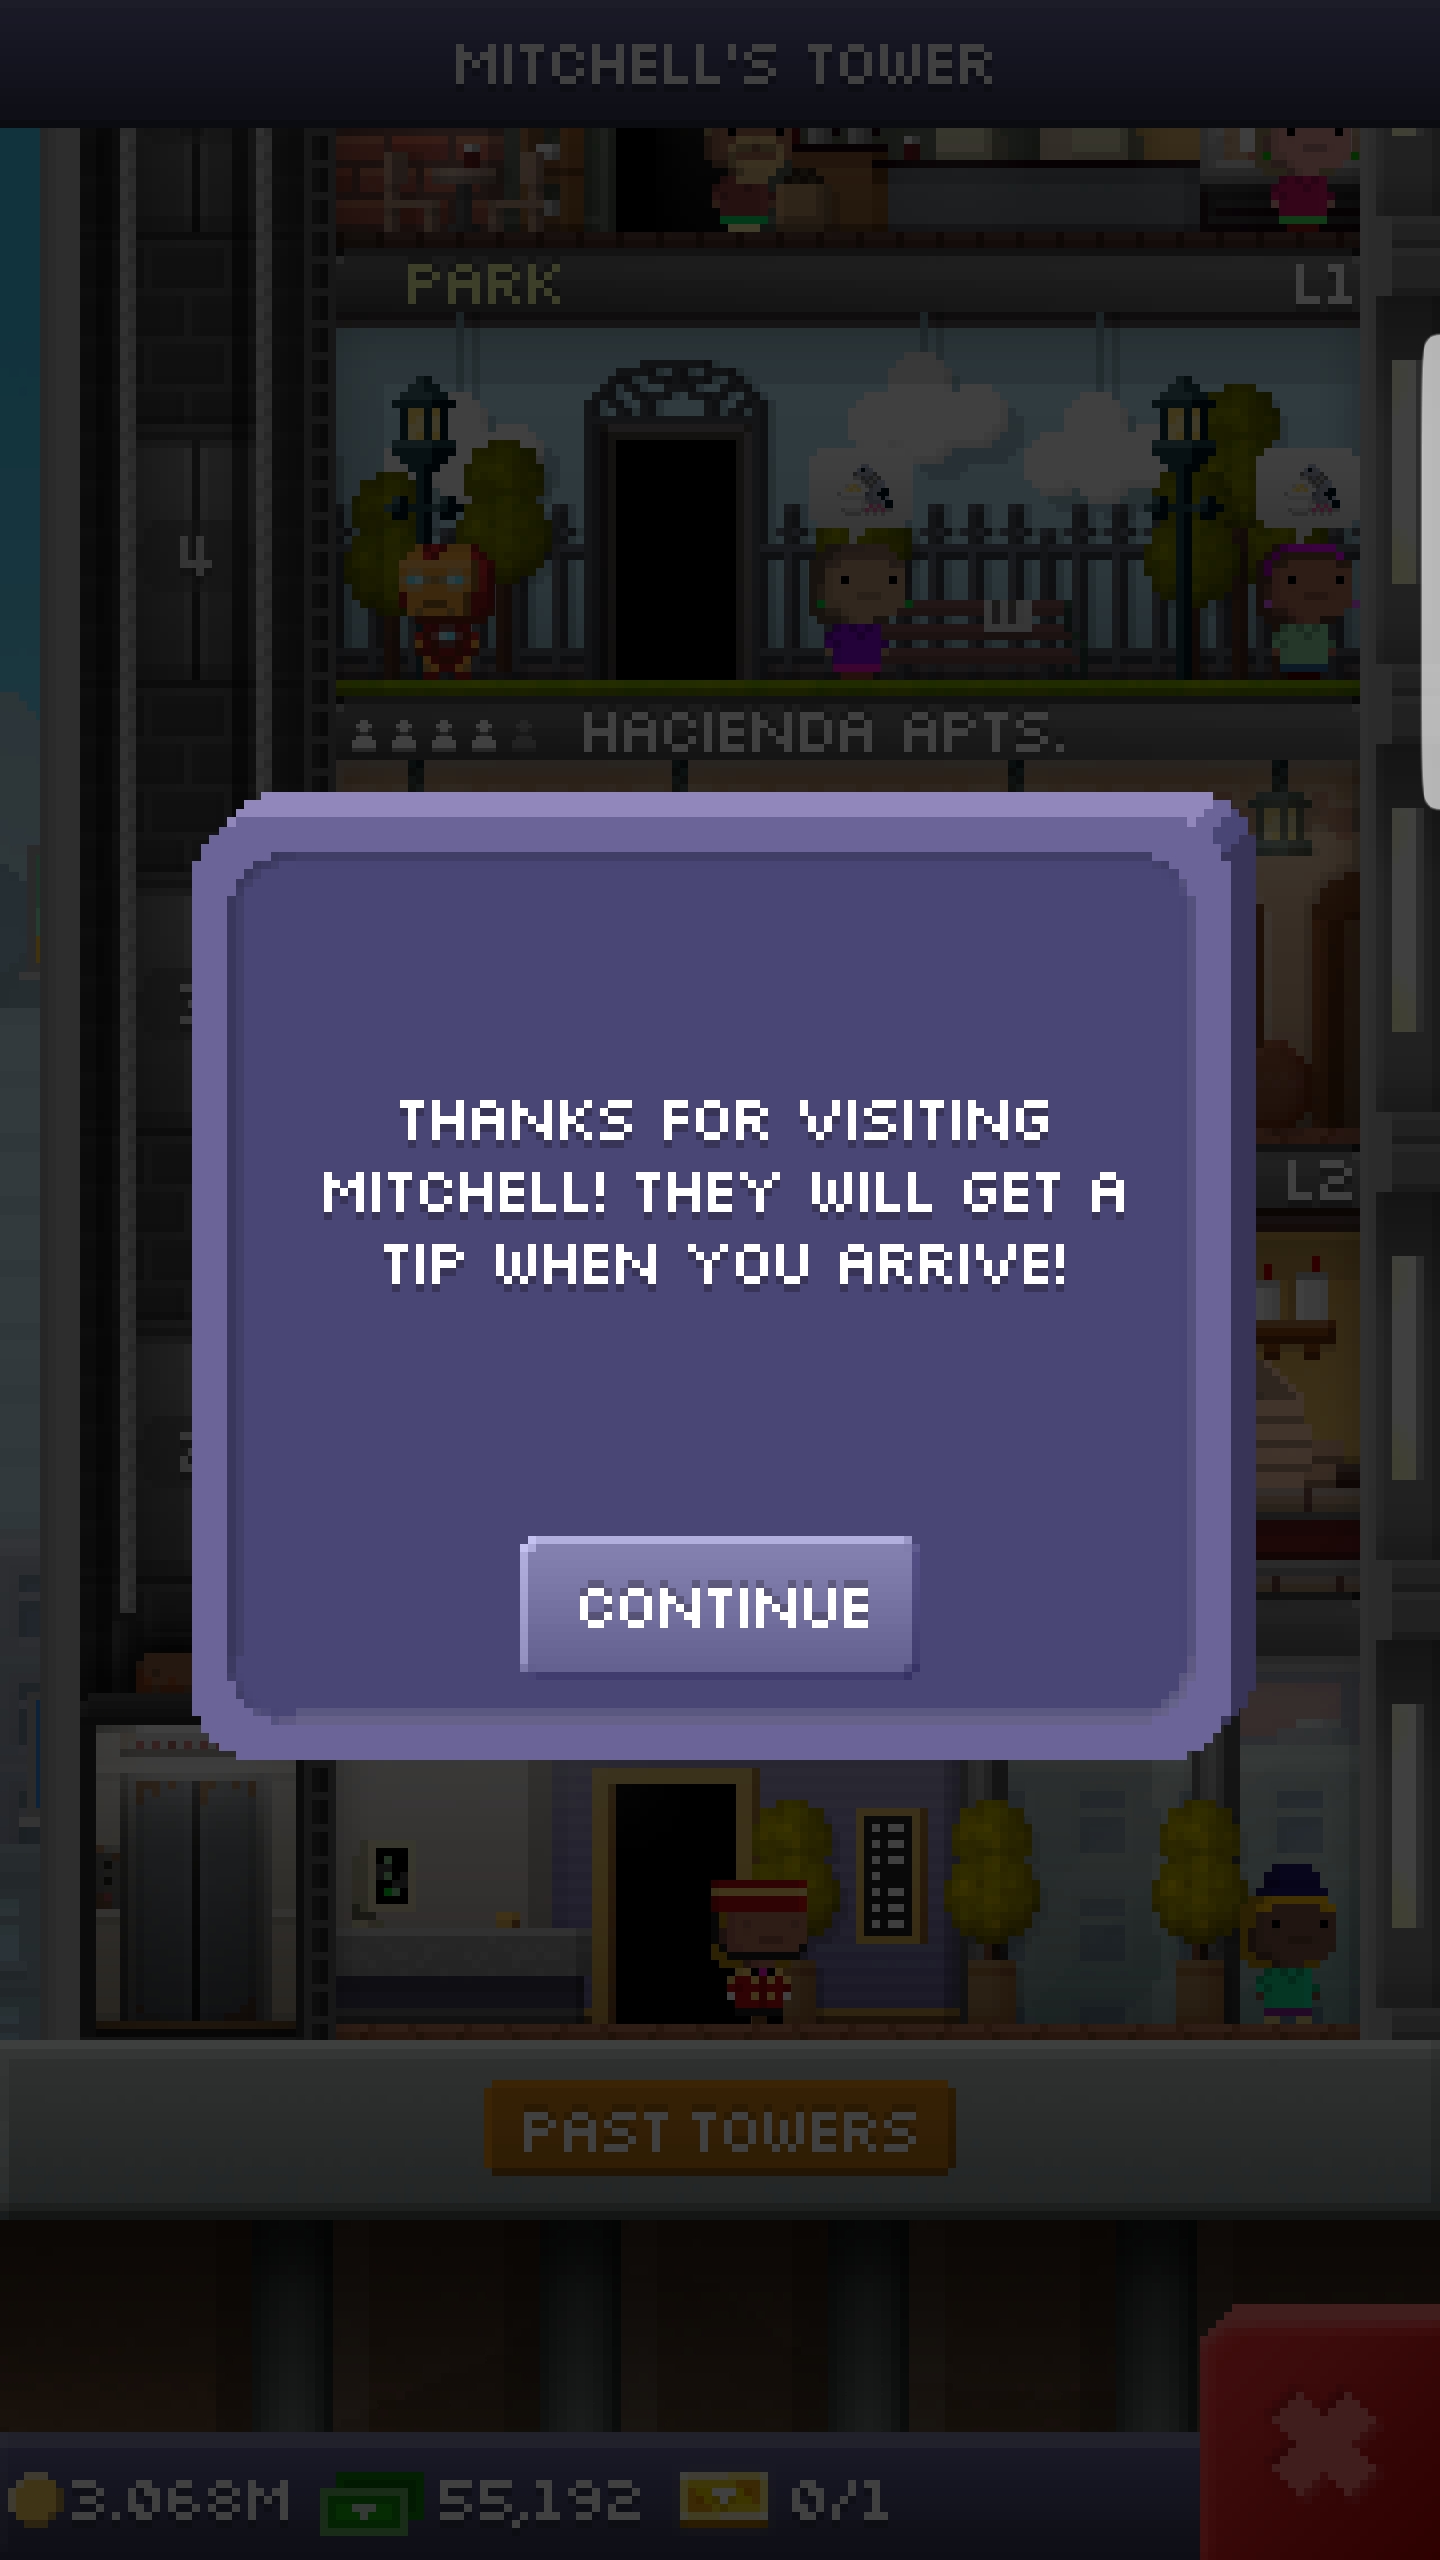 MITCHELL'S TOWER
PARK L1
4
HACIENDA APTS.
L2
THANKS FOR VISITING
MITCHELL! THEY WILL GET A
TIP WHEN YOU ARRIVE!
CONTINUE
PAST TOWERS
3.068M 55,192 0/1